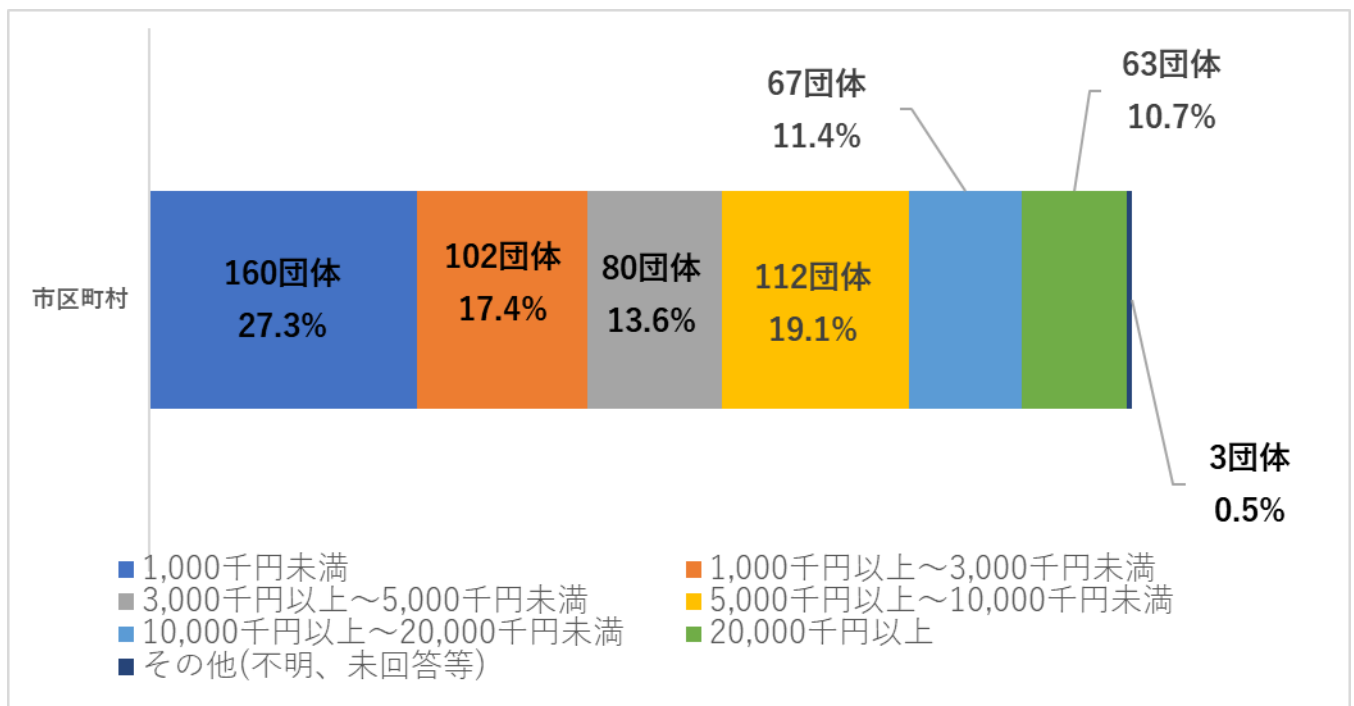 63団体
10.7%
67団体
11.4%
160団体
27.3%
102団体
17.4%
80団体
13.6%
112団体
19.1%
市区町村
3団体
0.5%
1,000千円未満
1,000千円以上～3,000千円未満
3,000千円以上～5,000千円未満
5,000千円以上～10,000千円未満
10,000千円以上～20,000千円未満
20,000千円以上
その他(不明、未回答等)